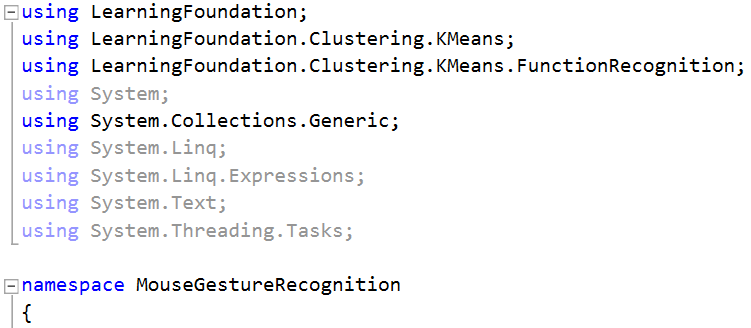 using LearningFoundation;
using LearningFoundation.Clustering.KMeans;
using LearningFoundation.Clustering.KMeans.FunctionRecognition;
using System;
using System.Collections.Generic;
using System.Linq;
using System.Linq.Expressions;
using System.Text;
using System.Threading.Tasks;
namespace MouseGestureRecognition
{